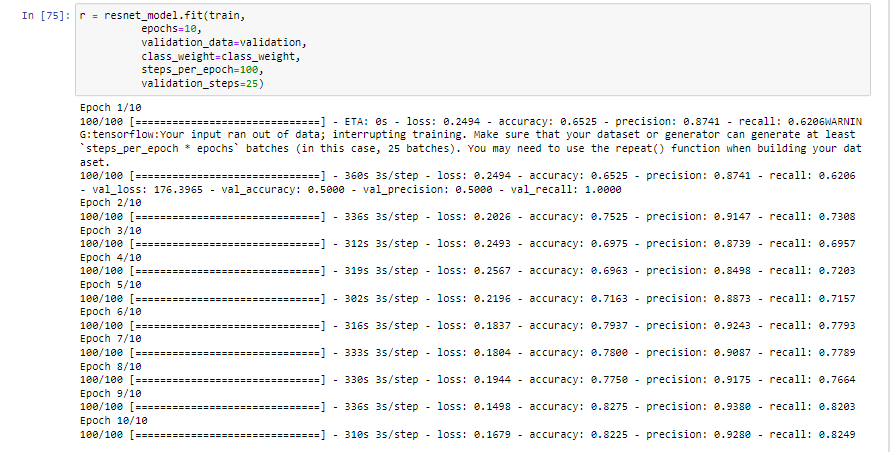 In [75]: r = resnet_model.fit(train,
epochs=10,
validation_data=validation,
class_weight=class_weight,
steps_per_epoch=100,
validation_steps=25)
Epoch 1/10
100/100 [==============================] - ETA: 0s - loss: 0.2494 - accuracy: 0.6525 - precision: 0.8741 - recall: 0.6206WARNIN
G:tensorflow:Your input ran out of data; interrupting training. Make sure that your dataset or generator can generate at least
`steps_per_epoch * epochs` batches (in this case, 25 batches). You may need to use the repeat() function when building your dat
aset.
100/100 [==============================] - 360s 3s/step - loss: 0.2494 - accuracy: 0.6525 - precision: 0.8741 - recall: 0.6206
- val_loss: 176.3965 - val_accuracy: 0.5000 - val_precision: 0.5000 - val_recall: 1.0000
Epoch 2/10
100/100 [==============================] - 336s 3s/step - loss: 0.2026 - accuracy: 0.7525 - precision: 0.9147 - recall: 0.7308
Epoch 3/10
100/100 [==============================] - 312s 3s/step - loss: 0.2493 - accuracy: 0.6975 - precision: 0.8739 - recall: 0.6957
Epoch 4/10
100/100 [==============================] - 319s 3s/step - loss: 0.2567 - accuracy: 0.6963 - precision: 0.8498 - recall: 0.7203
Epoch 5/10
100/100 [==============================] - 302s 3s/step - loss: 0.2196 - accuracy: 0.7163 - precision: 0.8873 - recall: 0.7157
Epoch 6/10
100/100 [==============================] - 316s 3s/step - loss: 0.1837 - accuracy: 0.7937 - precision: 0.9243 - recall: 0.7793
Epoch 7/10
100/100 [==============================] - 333s 3s/step - loss: 0.1804 - accuracy: 0.7800 - precision: 0.9087 - recall: 0.7789
Epoch 8/10
100/100 [==============================] - 330s 3s/step - loss: 0.1944 - accuracy: 0.7750 - precision: 0.9175 - recall: 0.7664
Epoch 9/10
100/100 [==============================] - 336s 3s/step - loss: 0.1498 - accuracy: 0.8275 - precision: 0.9380 - recall: 0.8203
Epoch 10/10
100/100 [==============================] - 310s 3s/step - loss: 0.1679 - accuracy: 0.8225 - precision: 0.9280 - recall: 0.8249